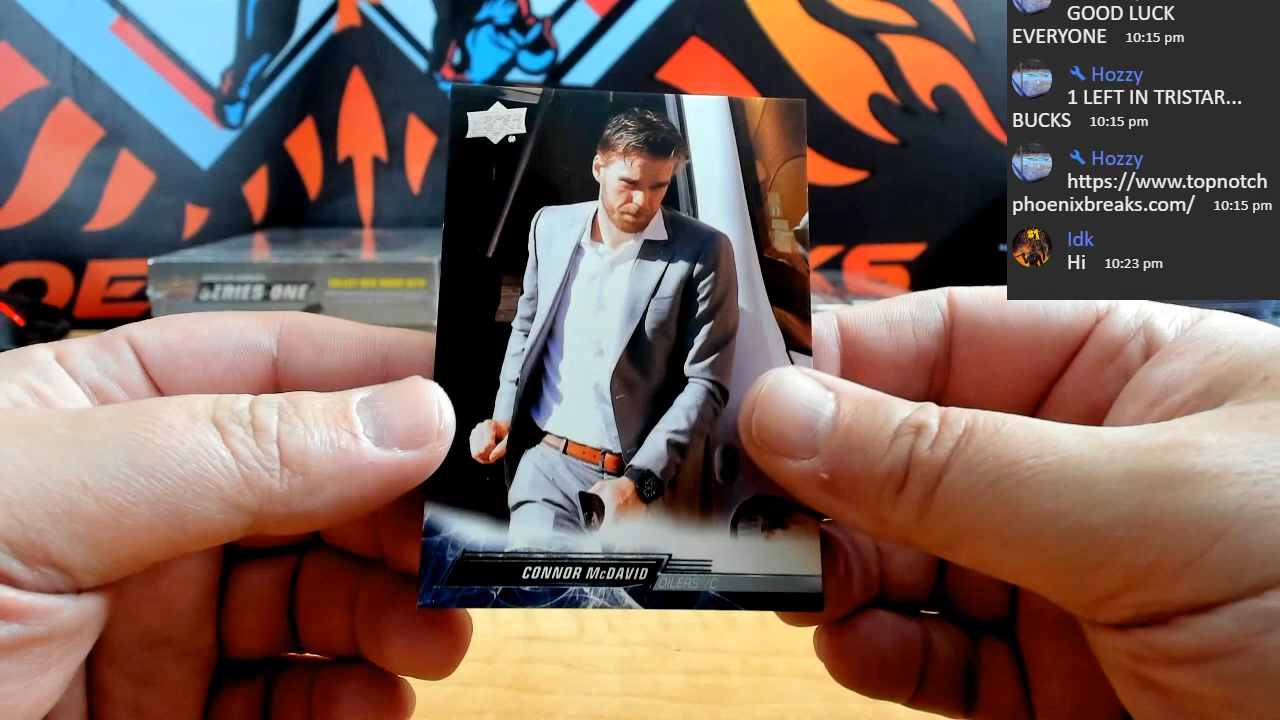 GOOD LUCK
EVERYONE 10:15 pm
Hozzy
1 LEFT IN TRISTAR...
BUCKS 10:15 pm
Hozzy
https://www.topnotch
phoenixbreaks.com/ 10:15 pm
Idk
Hi 10:23 pm
SERIES ONE
CONNOR McDAVID
OILERS / C